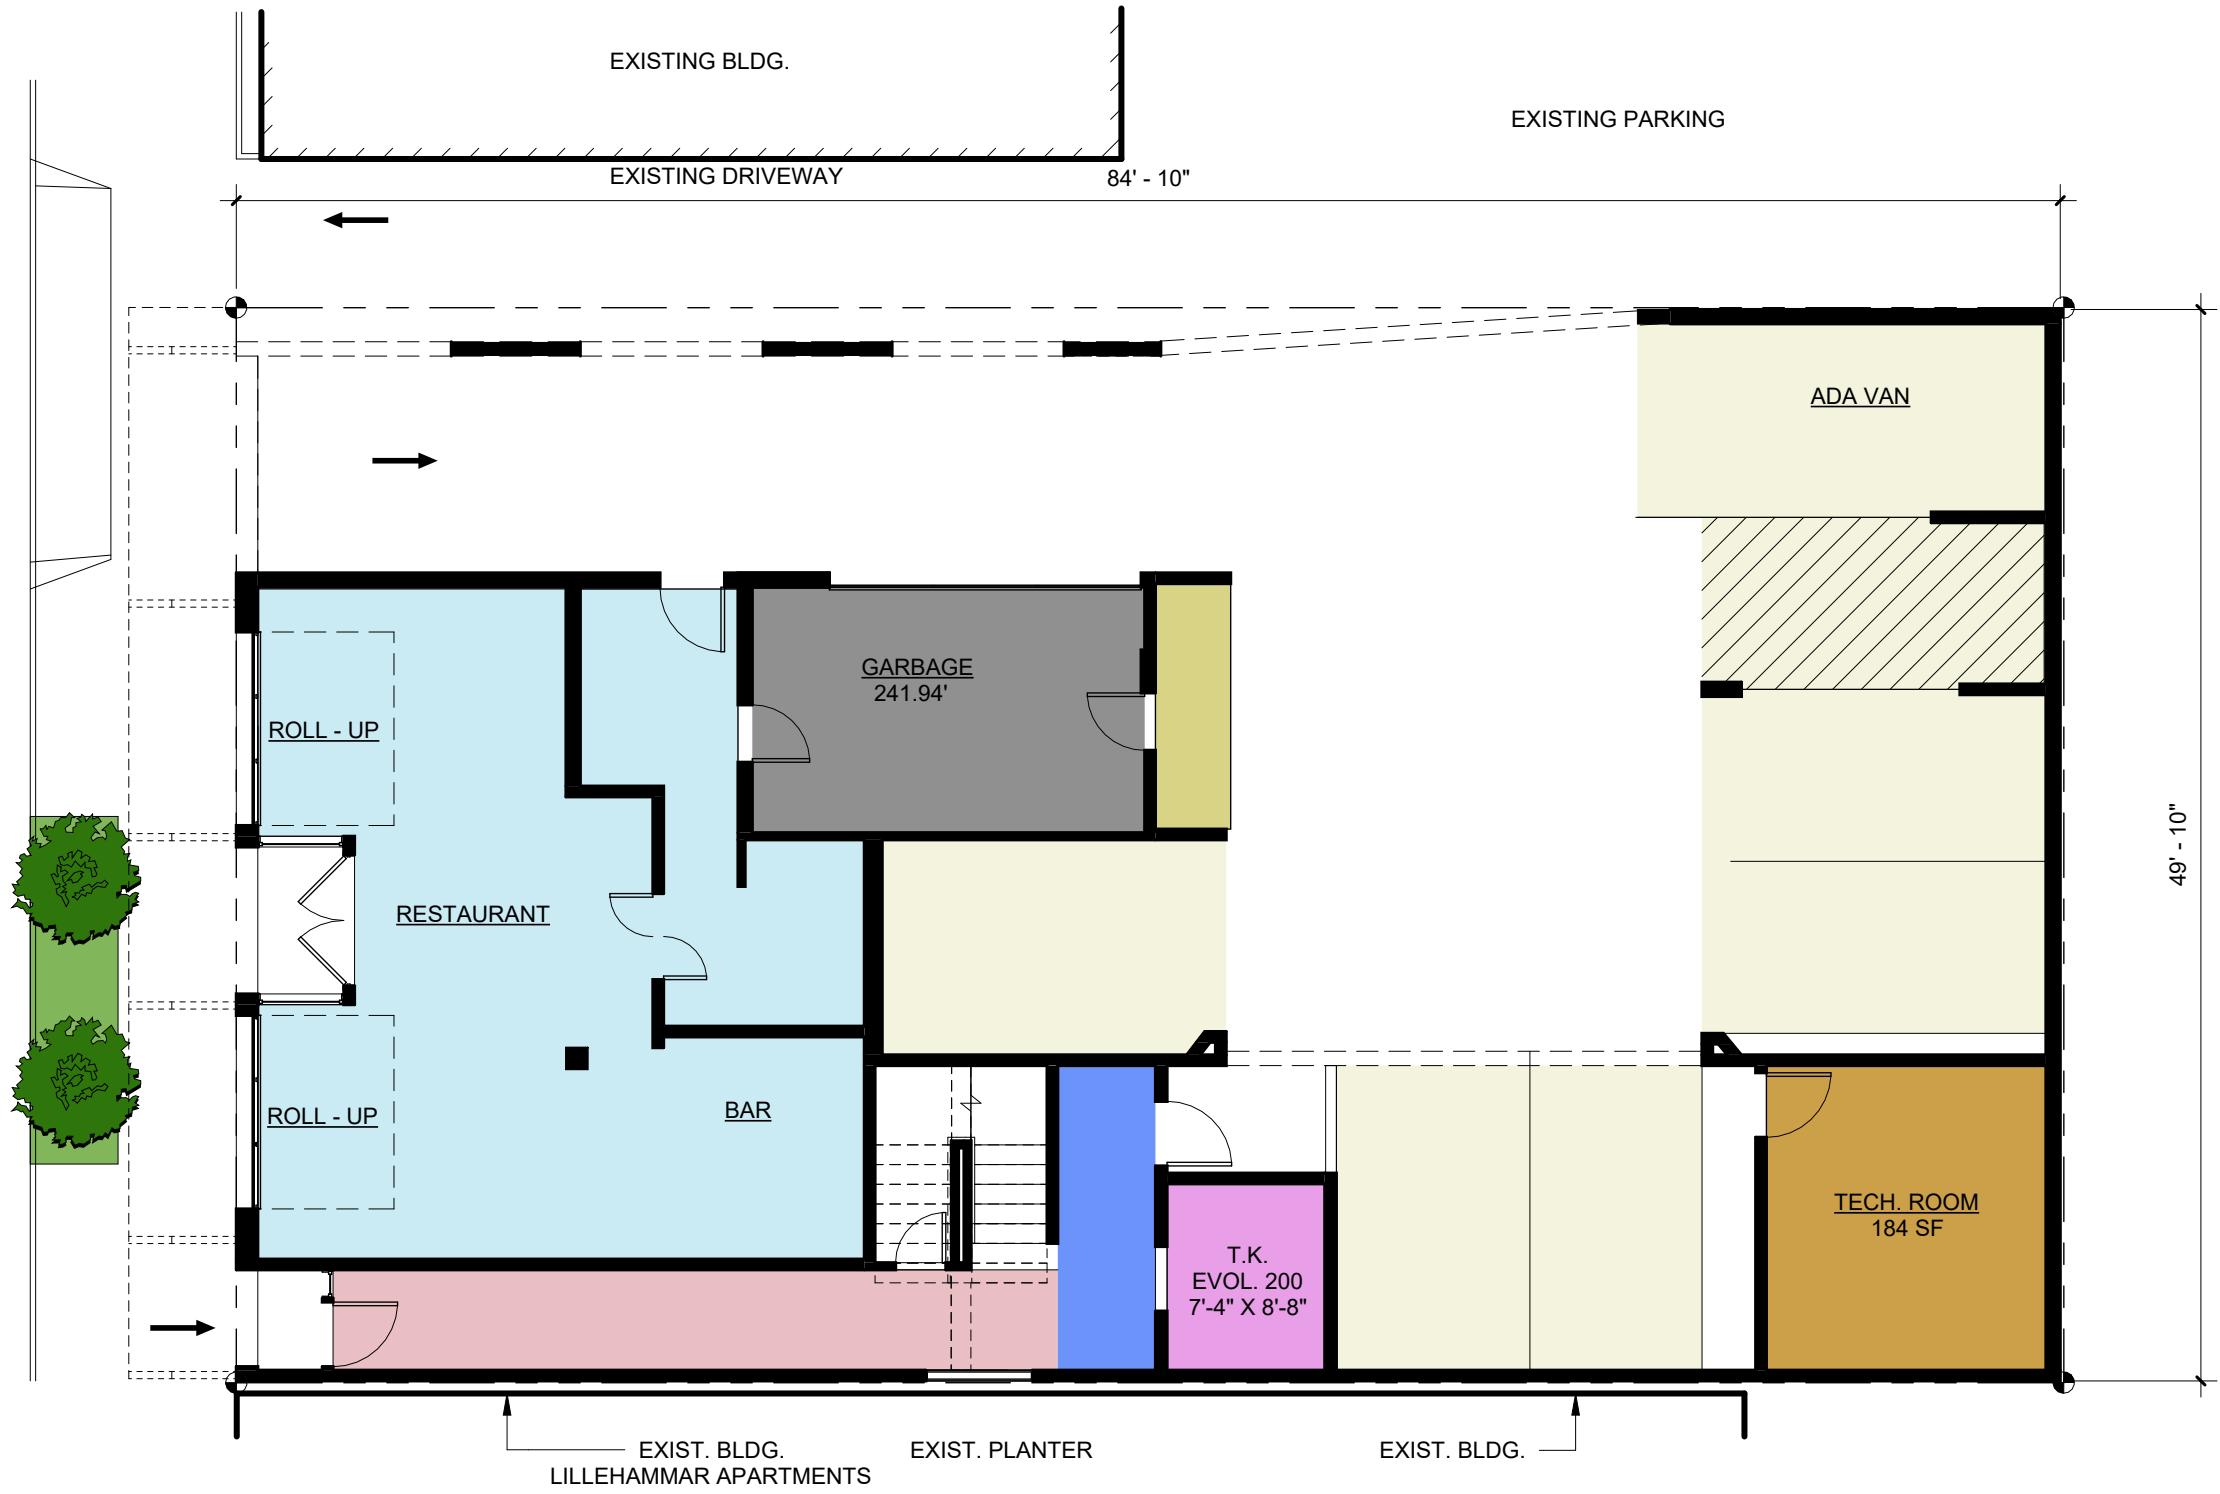 EXISTING BLDG.
EXISTING PARKING
EXISTING DRIVEWAY
84' - 10"
ADA VAN
GARBAGE
241.94'
ROLL - UP
49' - 10"
RESTAURANT
ROLL - UP
BAR
TECH. ROOM
184 SF
T.K.
EVOL. 200
7'-4" X 8'-8"
EXIST. BLDG.
LILLEHAMMAR APARTMENTS
EXIST. PLANTER
EXIST. BLDG.